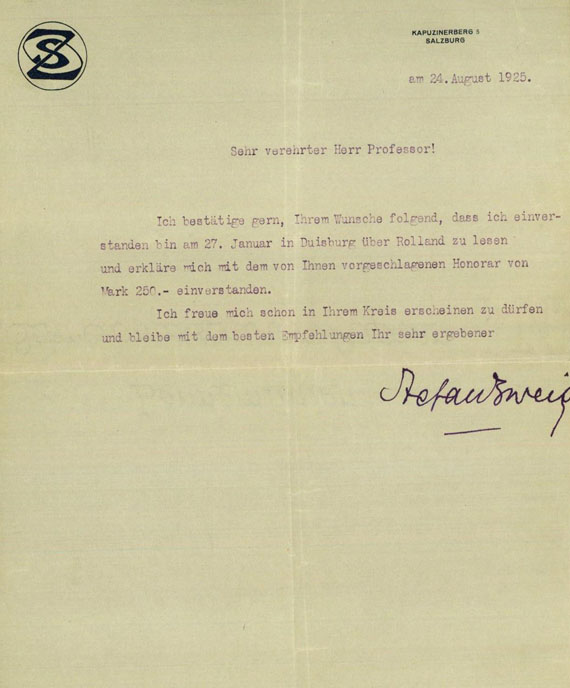 SZ
KAPUZINERBERG 5
SALZBURG
am 24. August 1925.
Sehr verehrter Herr Professor!
Ich bestätige gern, Ihrem Wunsche folgend, dass ich einver-
standen bin am 27. Januar in Duisburg über Rolland zu lesen
und erkläre mich mit dem von Ihnen vorgeschlagenen Honorar von
Mark 250.- einverstanden.
Ich freue mich schon in Ihrem Kreis erscheinen zu dürfen
und bleibe mit dem besten Empfehlungen Ihr sehr ergebener
Stefan Zweig